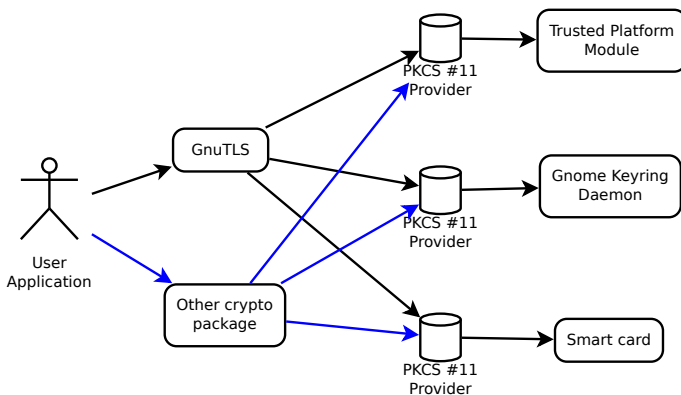 Trusted Platform
Module
PKCS #11
Provider
GnuTLS
Gnome Keyring
Daemon
PKCS #11
Provider
User
Application
Other crypto
package
Smart card
PKCS #11
Provider